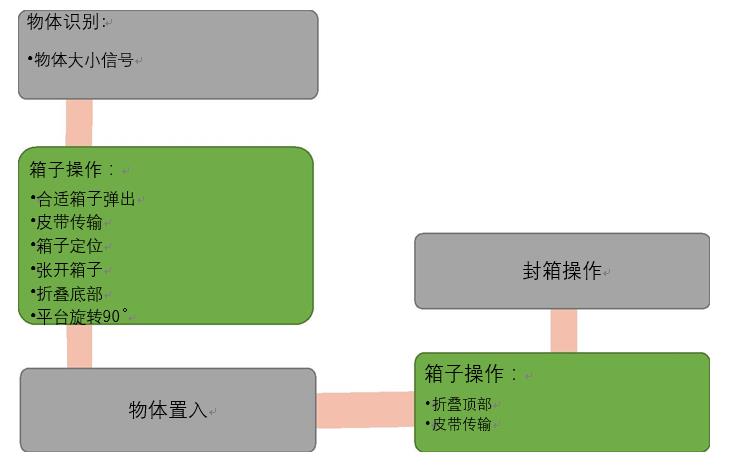 物体识别:
•物体大小信号
箱子操作：
•合适箱子弹出
•皮带传输
•箱子定位
•张开箱子
•折叠底部
•平台旋转90°
物体置入
箱子操作：
•折叠顶部
•皮带传输
封箱操作